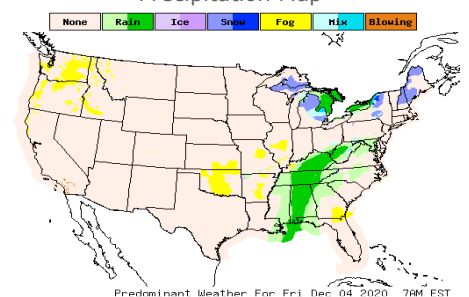 Precipitation Map
None Rain Ice Snow Fog Mix Blowing
Predominant Weather For Fri Dec 04 2020 7AM EST